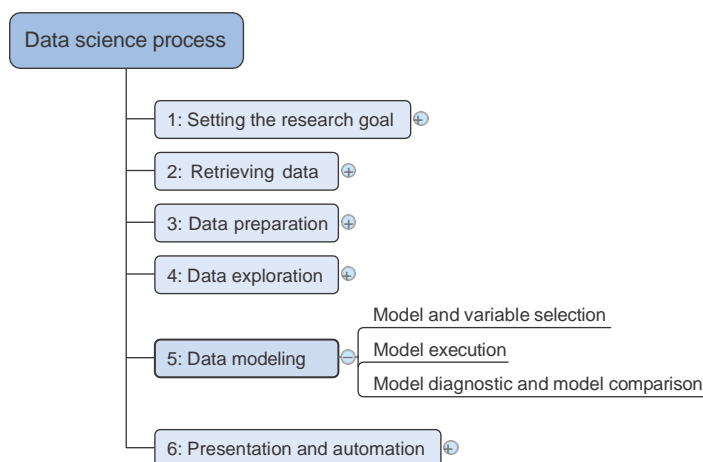 Data science process
1: Setting the research goal
2: Retrieving data
3: Data preparation
4: Data exploration
5: Data modeling
Model and variable selection
Model execution
Model diagnostic and model comparison
6: Presentation and automation